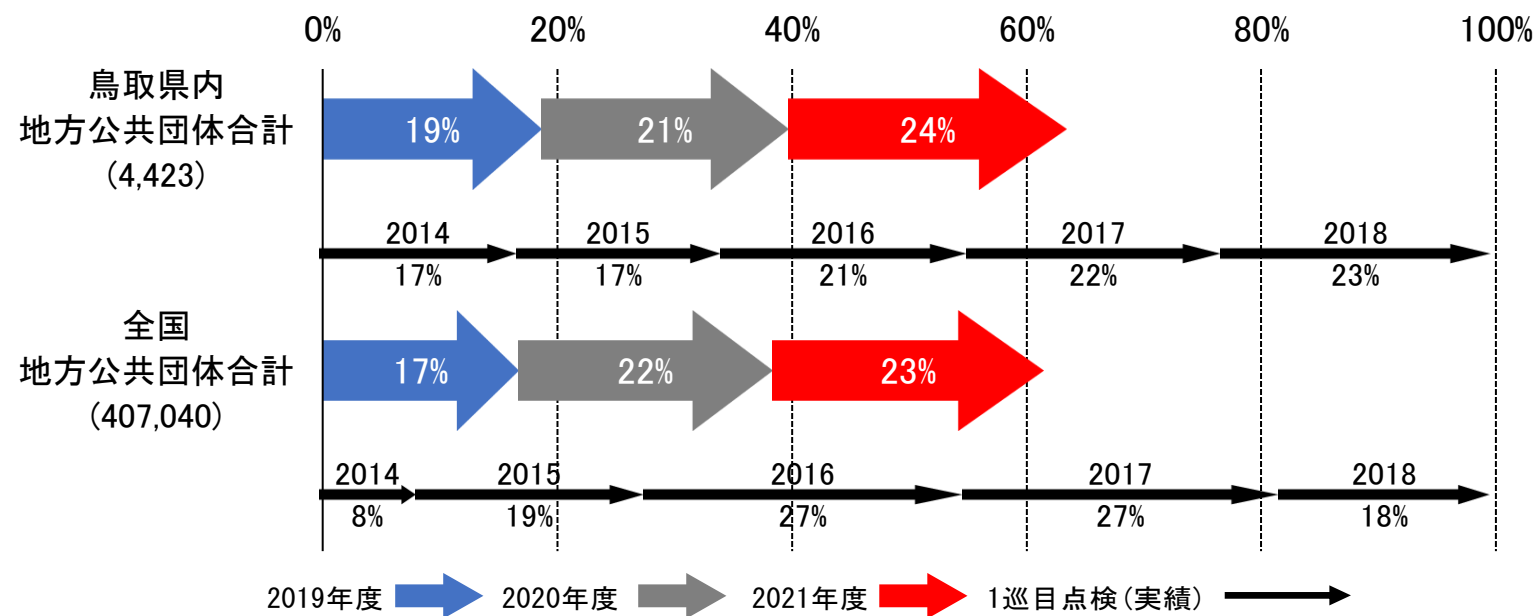 0% 20% 40% 60% 80% 100%
鳥取県内
地方公共団体合計
(4,423)
19% 21% 24%
2014 2015 2016 2017 2018
17% 17% 21% 22% 23%
全国
地方公共団体合計
(407,040)
17% 22% 23%
2014 2015 2016 2017 2018
8% 19% 27% 27% 18%
2019年度 2020年度 2021年度 1巡目点検(実績)